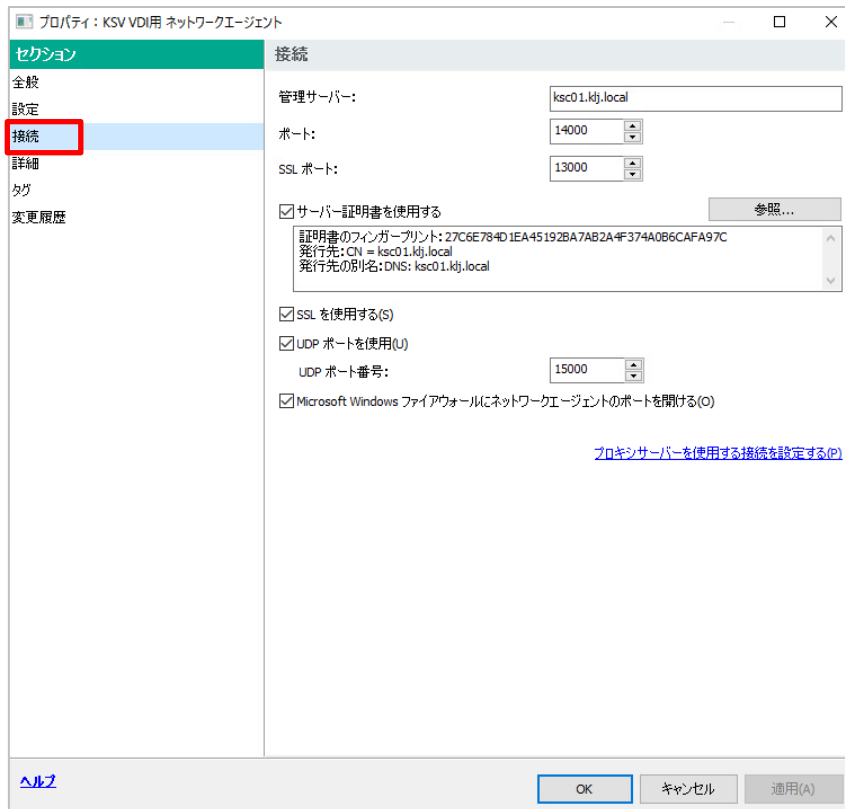 プロパティ：KSV VDI用 ネットワークエージェント
セクション
接続
全般
設定
接続
詳細
タグ
変更履歴
管理サーバー:
ksc01.klj.local
ポート:
14000
SSL ポート:
13000
サーバー証明書を使用する
参照...
証明書のフィンガープリント: 27C6E784D1EA45192BA7AB2A4F374A0B6CAFA97C
発行先:CN = ksc01.klj.local
発行先の別名:DNS: ksc01.klj.local
SSL を使用する(S)
UDP ポートを使用(U)
UDP ポート番号:
15000
Microsoft Windows ファイアウォールにネットワークエージェントのポートを開ける(O)
プロキシサーバーを使用する接続を設定する(P)
ヘルプ
OK
キャンセル
適用(A)